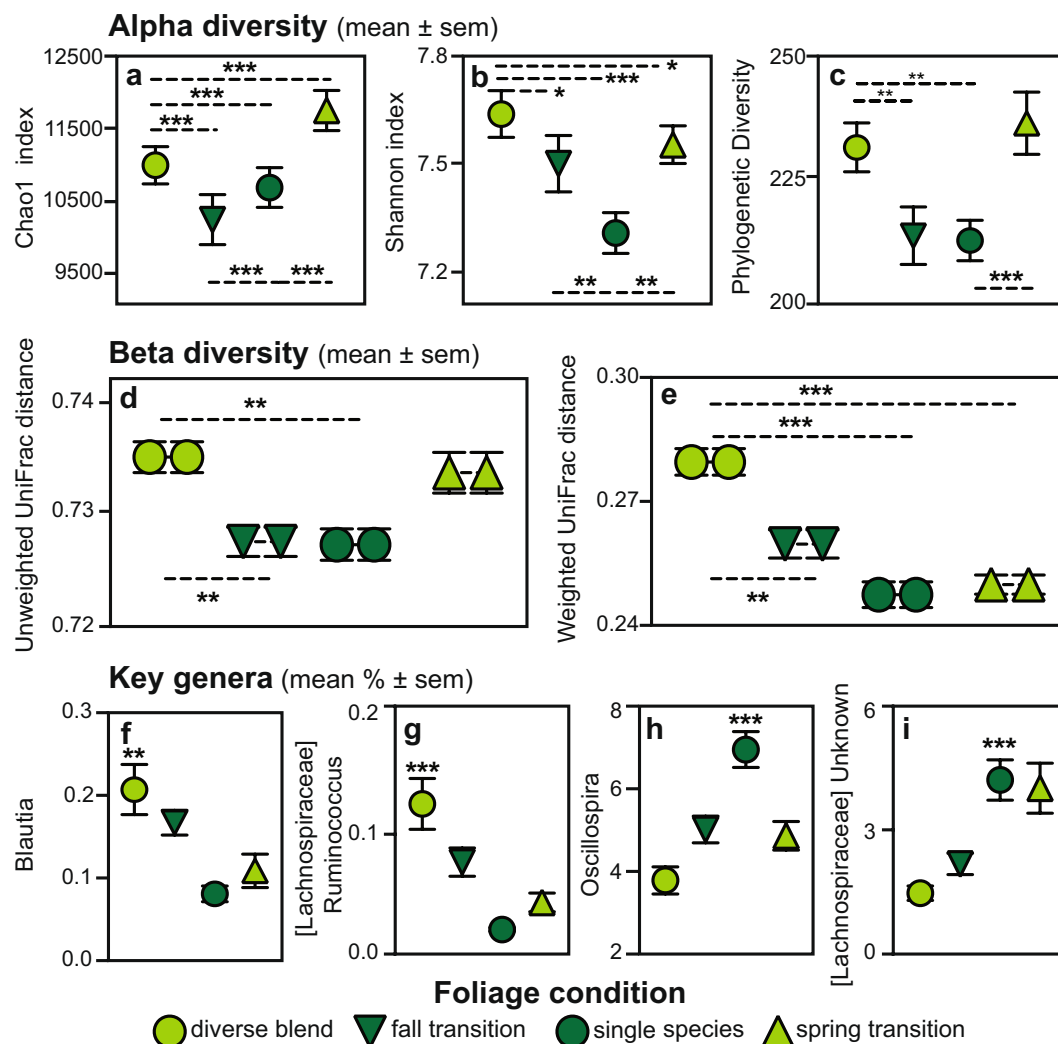 Alpha diversity (mean ± sem)
12500
11500
10500
9500
Chao1 index
a
***
***
***
*** ***
7.8
7.5
7.2
Shannon index
b
*
***
*
** **
250
225
200
Phylogenetic Diversity
c
**
**
***
Beta diversity (mean ± sem)
0.74
0.73
0.72
Unweighted UniFrac distance
d
**
**
0.30
0.27
0.24
Weighted UniFrac distance
e
***
***
**
Key genera (mean % ± sem)
0.3
0.2
0.1
0.0
Blautia
f
**
0.2
0.1
0.0
[Lachnospiraceae]
Ruminococcus
g
***
8
6
4
2
Oscillospira
h
***
6
3
0
[Lachnospiraceae] Unknown
i
***
Foliage condition
diverse blend fall transition single species spring transition